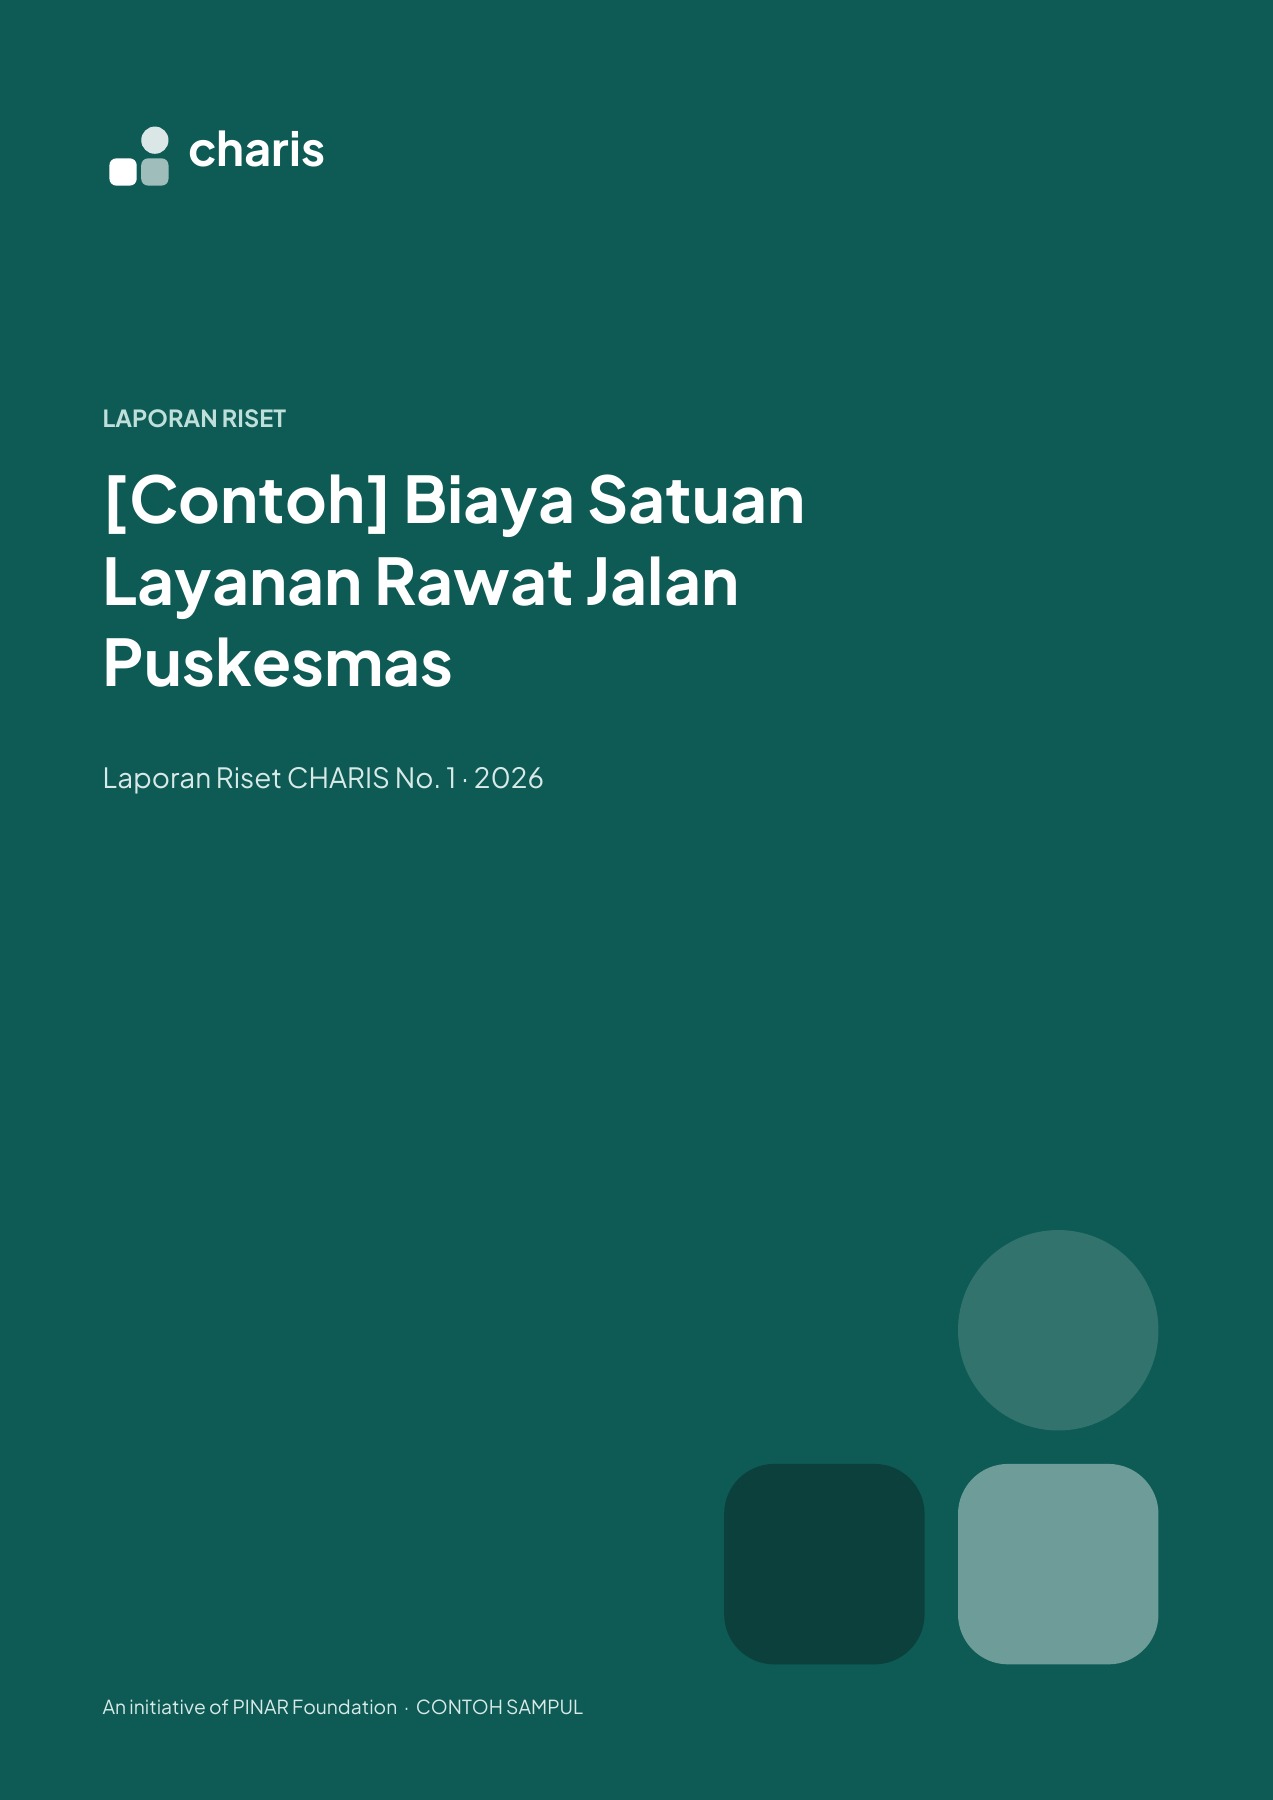 charis
LAPORAN RISET
[Contoh] Biaya Satuan
Layanan Rawat Jalan
Puskesmas
Laporan Riset CHARIS No. 1 · 2026
An initiative of PINAR Foundation · CONTOH SAMPUL